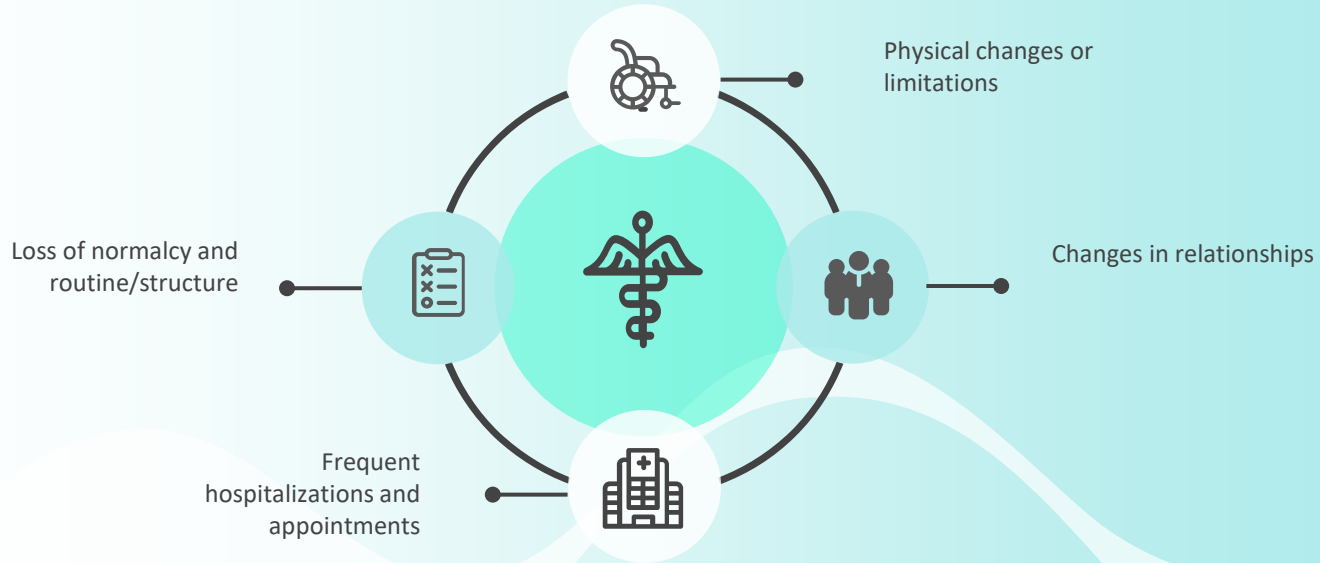 Physical changes or
limitations
Changes in relationships
Loss of normalcy and
routine/structure
Frequent
hospitalizations and
appointments